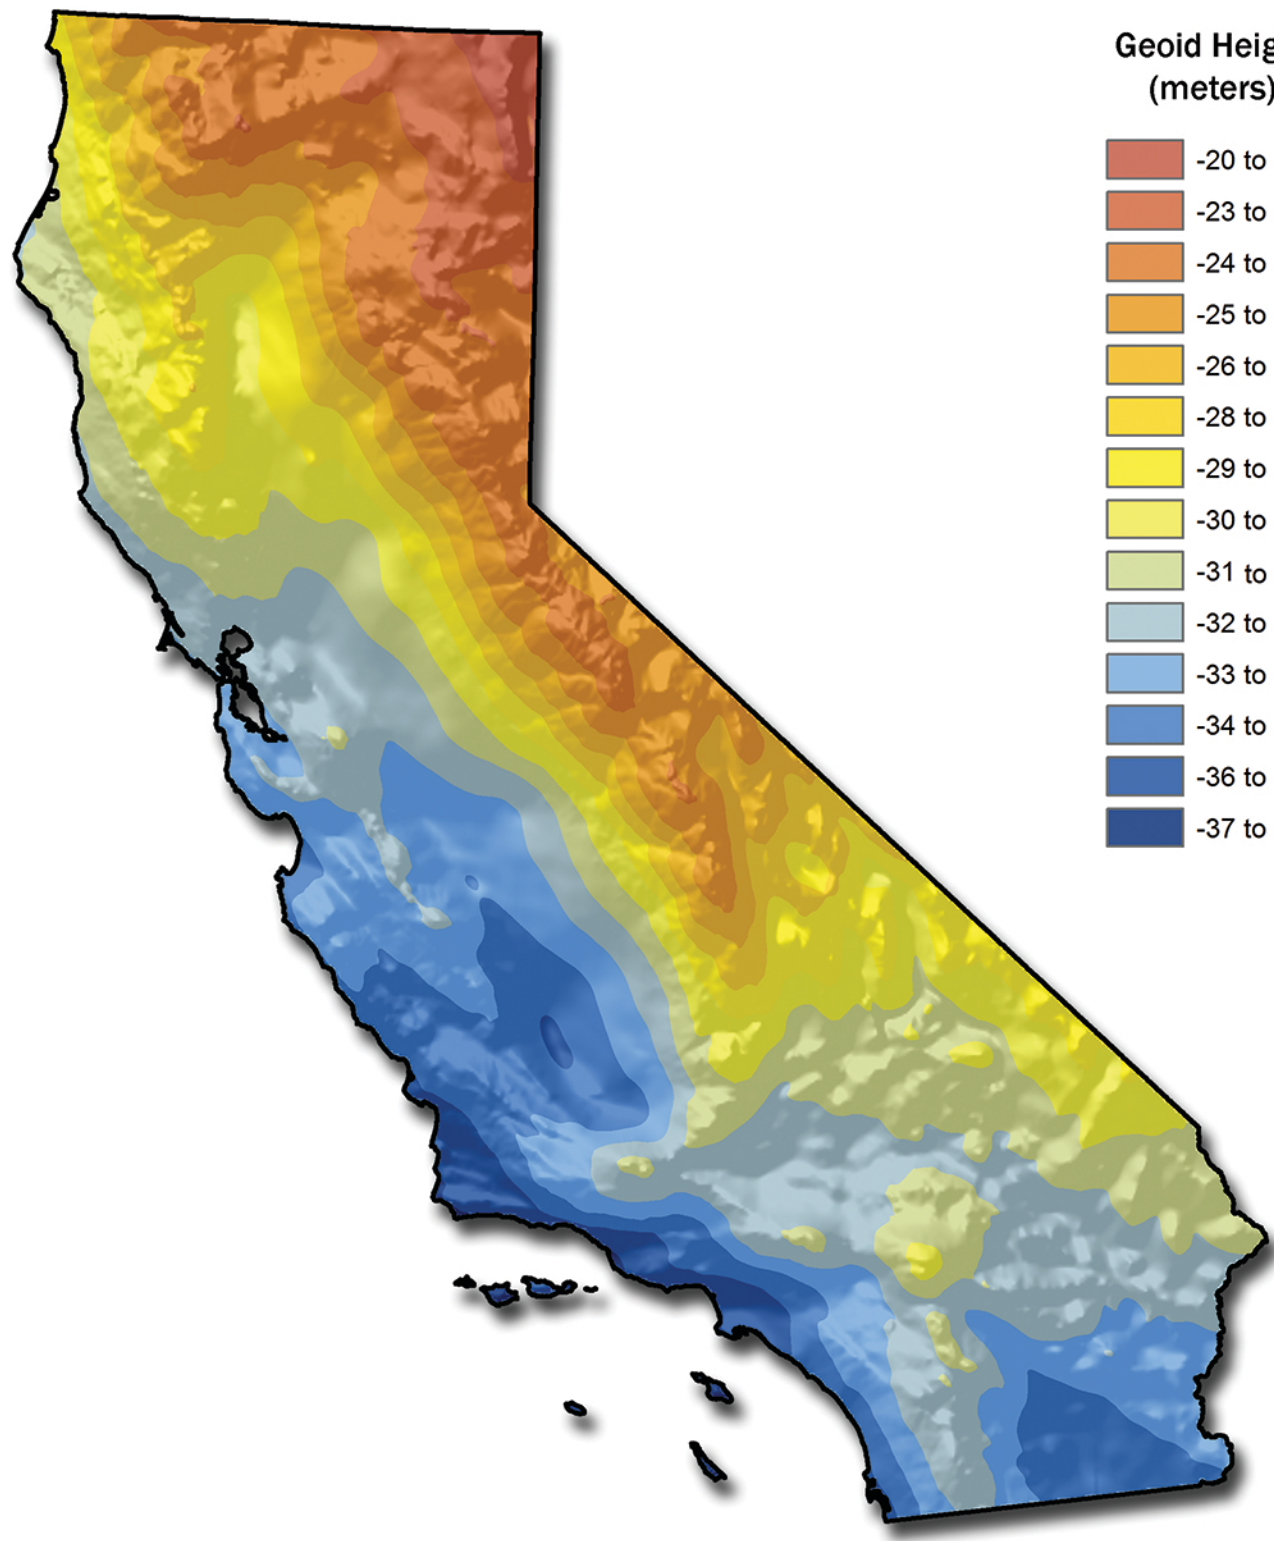 Geoid Heig
(meters)
-20 to
-23 to
-24 to
-25 to
-26 to
-28 to
-29 to
-30 to
-31 to
-32 to
-33 to
-34 to
-36 to
-37 to